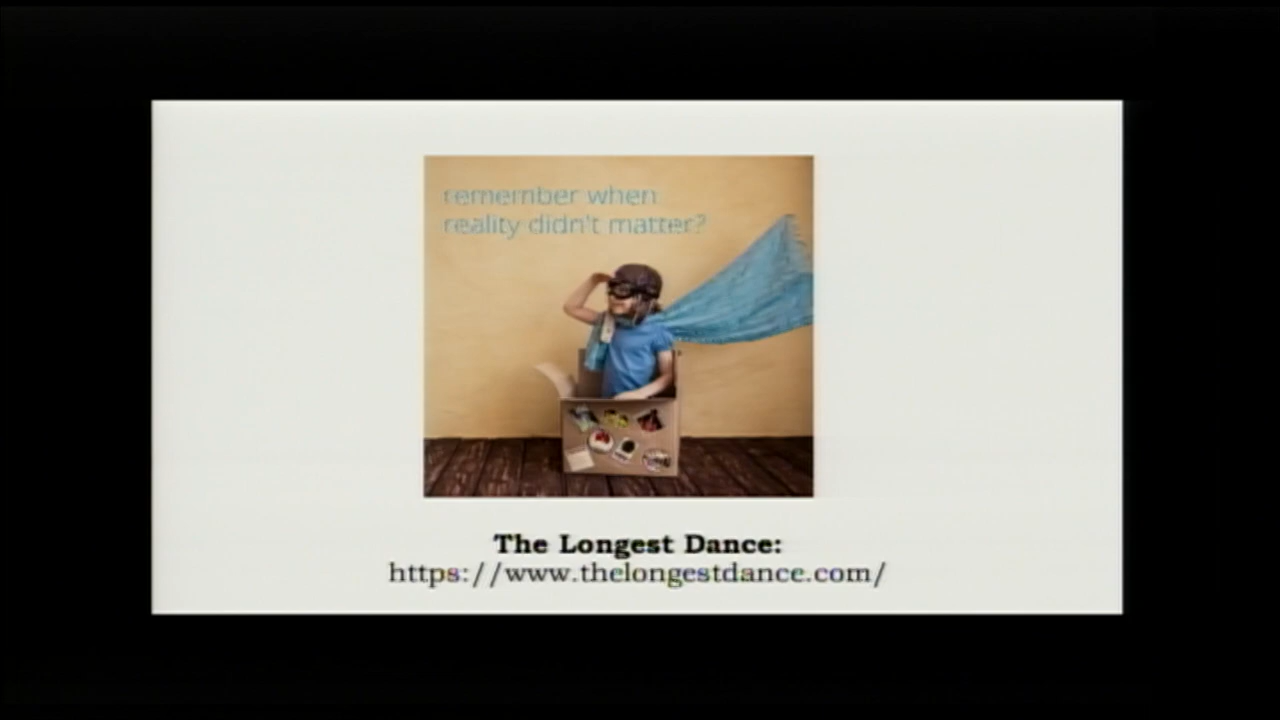 remember when
reality didn't matter?
The Longest Dance:
https://www.thelongestdance.com/